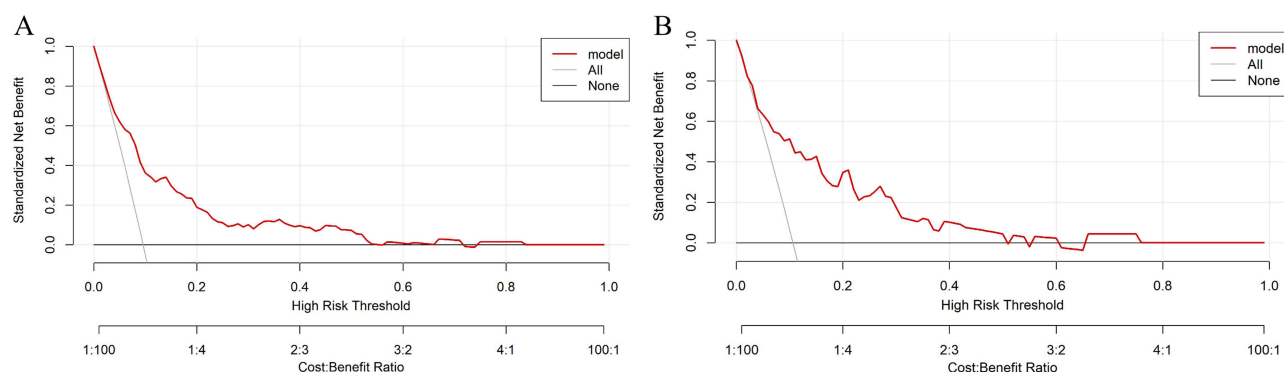 A
Standardized Net Benefit
1.0
0.8
0.6
0.4
0.2
0.0
model
All
None
0.0 0.2 0.4 0.6 0.8 1.0
High Risk Threshold
1:100 1:4 2:3 3:2 4:1 100:1
Cost:Benefit Ratio
B
Standardized Net Benefit
1.0
0.8
0.6
0.4
0.2
0.0
model
All
None
0.0 0.2 0.4 0.6 0.8 1.0
High Risk Threshold
1:100 1:4 2:3 3:2 4:1 100:1
Cost:Benefit Ratio